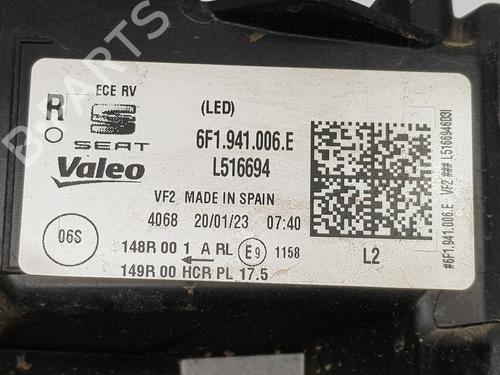 ECE RV
R
SEAT
Valeo
(LED)
6F1.941.006.E
L516694
VF2 MADE IN SPAIN
4068 20/01/23 07:40
06S
148R 00 1 A RL E9 1158
149R 00 HCR PL 17.5
L2
#6F1.941.006.E VF2 ### L5166946D3I
B-PARTS